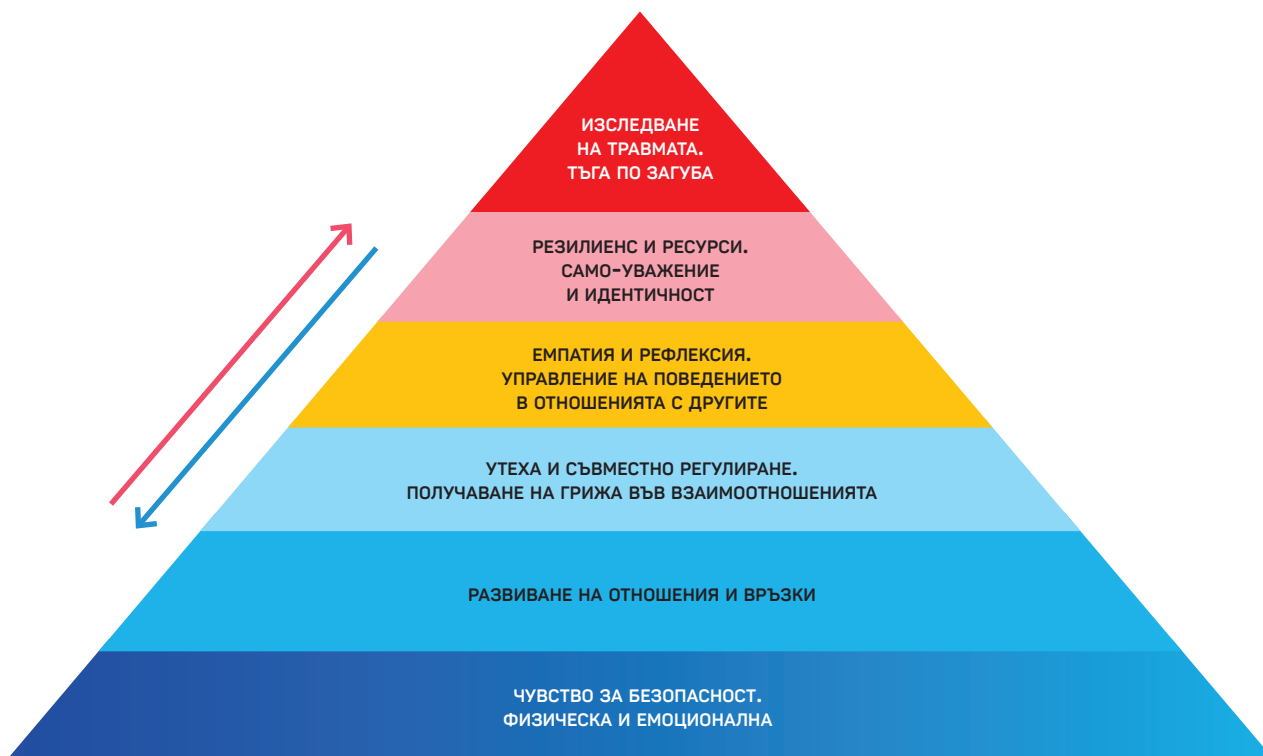 ИЗСЛЕДВАНЕ
НА ТРАВМАТА.
ТЪГА ПО ЗАГУБА
РЕЗИЛИЕНС И РЕСУРСИ.
САМО-УВАЖЕНИЕ
И ИДЕНТИЧНОСТ
ЕМПАТИЯ И РЕФЛЕКСИЯ.
УПРАВЛЕНИЕ НА ПОВЕДЕНИЕТО
В ОТНОШЕНИЯТА С ДРУГИТЕ
УТЕХА И СЪВМЕСТНО РЕГУЛИРАНЕ.
ПОЛУЧАВАНЕ НА ГРИЖА ВЪВ ВЗАИМООТНОШЕНИЯТА
РАЗВИВАНЕ НА ОТНОШЕНИЯ И ВРЪЗКИ
ЧУВСТВО ЗА БЕЗОПАСНОСТ.
ФИЗИЧЕСКА И ЕМОЦИОНАЛНА